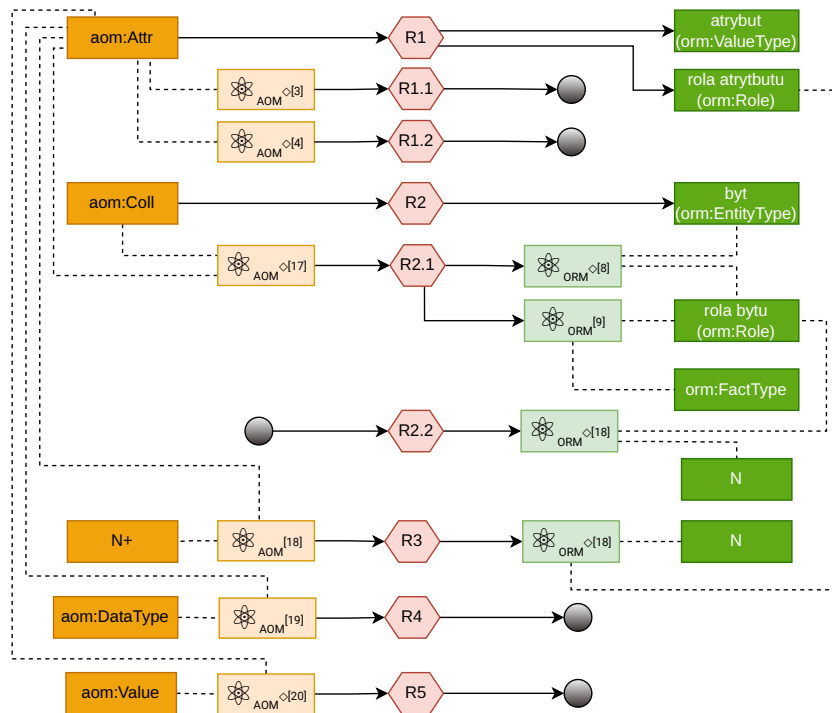 aom:Attr
R1
atrybut
(orm:ValueType)
rola atrytbutu
(orm:Role)
AOM ◇[3]
R1.1
AOM ◇[4]
R1.2
aom:Coll
R2
byt
(orm:EntityType)
AOM ◇[17]
R2.1
ORM ◇[8]
ORM [9]
rola bytu
(orm:Role)
orm:FactType
R2.2
ORM ◇[18]
N
N+
AOM [18]
R3
ORM ◇[18]
N
aom:DataType
AOM [19]
R4
aom:Value
AOM ◇[20]
R5